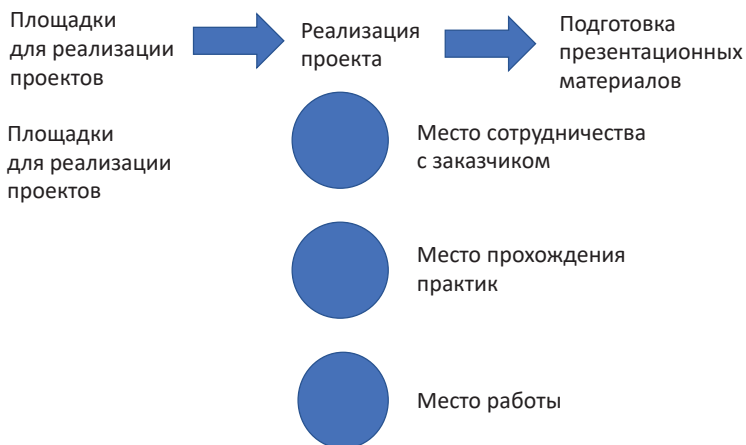 Площадки
для реализации
проектов
Реализация
проекта
Подготовка
презентационных
материалов
Площадки
для реализации
проектов
Место сотрудничества
с заказчиком
Место прохождения
практик
Место работы